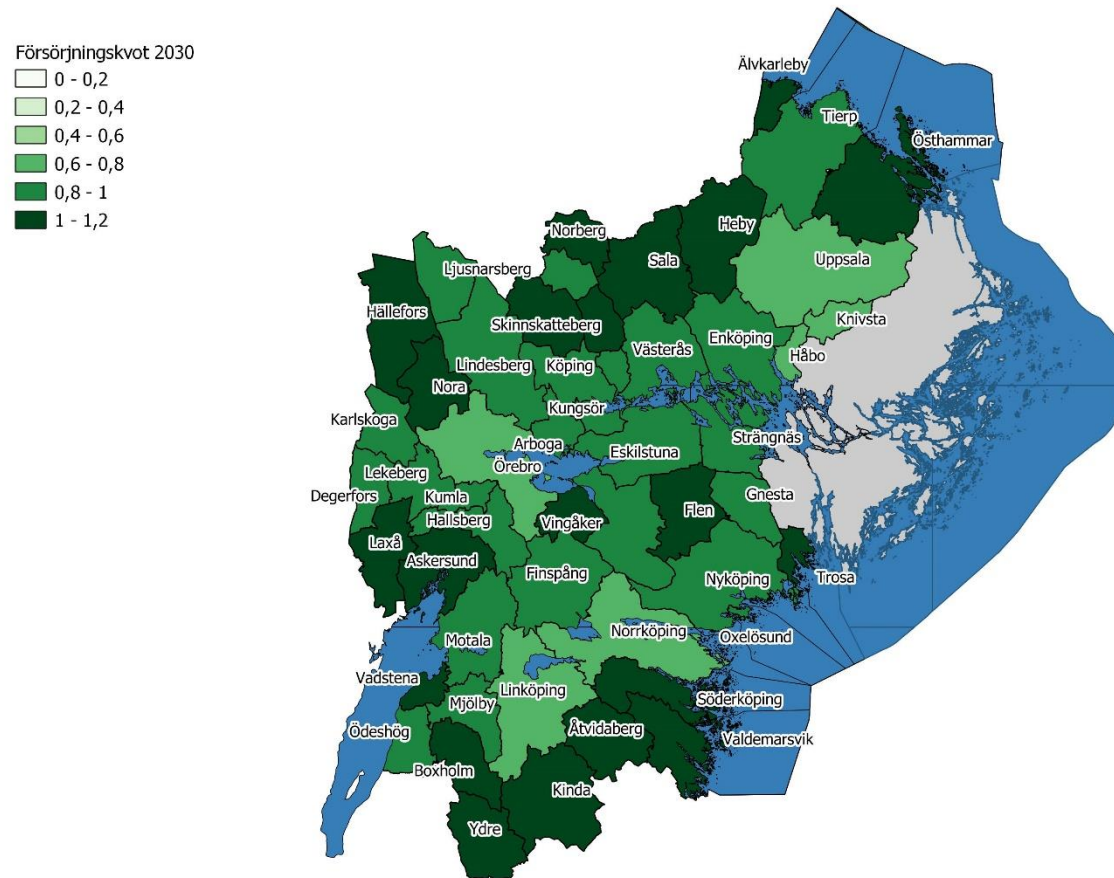 Försörjningskvot 2030
0 - 0,2
0,2 - 0,4
0,4 - 0,6
0,6 - 0,8
0,8 - 1
1 - 1,2
Älvkarleby
Tierp
Östhammar
Heby
Norberg
Sala
Uppsala
Ljusnarsberg
Hällefors
Skinnskatteberg
Knivsta
Västerås
Enköping
Håbo
Lindesberg
Köping
Nora
Kungsör
Karlskoga
Strängnäs
Arboga
Eskilstuna
Örebro
Lekeberg
Degerfors
Kumla
Gnesta
Hallsberg
Vingåker
Flen
Laxå
Askersund
Finspång
Nyköping
Trosa
Motala
Norrköping
Oxelösund
Vadstena
Linköping
Söderköping
Mjölby
Ödeshög
Åtvidaberg
Valdemarsvik
Boxholm
Kinda
Ydre